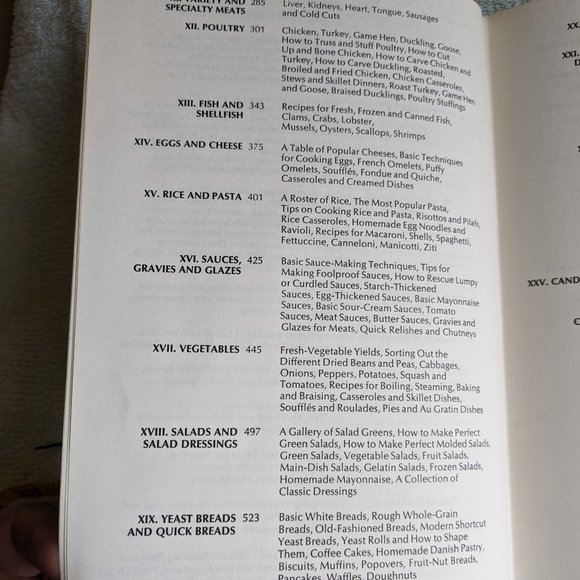 XI. VARIETY AND 285
SPECIALTY MEATS
Liver, Kidneys, Heart, Tongue, Sausages
and Cold Cuts
XII. POULTRY 301
Chicken, Turkey, Game Hen, Duckling, Goose,
How to Truss and Stuff Poultry, How to Cut
Up and Bone Chicken, How to Carve Chicken and
Turkey, How to Carve Duckling, Roasted,
Broiled and Fried Chicken, Chicken Casseroles,
Stews and Skillet Dinners, Roast Turkey, Game Hen
and Goose, Braised Ducklings, Poultry Stuffings
XIII. FISH AND 343
SHELLFISH
Recipes for Fresh, Frozen and Canned Fish,
Clams, Crabs, Lobster,
Mussels, Oysters, Scallops, Shrimps
XIV. EGGS AND CHEESE 375
A Table of Popular Cheeses, Basic Techniques
for Cooking Eggs, French Omelets, Puffy
Omelets, Soufflés, Fondue and Quiche,
Casseroles and Creamed Dishes
XV. RICE AND PASTA 401
A Roster of Rice, The Most Popular Pasta,
Tips on Cooking Rice and Pasta, Risottos and Pilafs,
Rice Casseroles, Homemade Egg Noodles and
Ravioli, Recipes for Macaroni, Shells, Spaghetti,
Fettuccine, Canneloni, Manicotti, Ziti
XVI. SAUCES, 425
GRAVIES AND GLAZES
Basic Sauce-Making Techniques, Tips for
Making Foolproof Sauces, How to Rescue Lumpy
or Curdled Sauces, Starch-Thickened
Sauces, Egg-Thickened Sauces, Basic Mayonnaise
Sauces, Basic Sour-Cream Sauces, Tomato
Sauces, Meat Sauces, Butter Sauces, Gravies and
Glazes for Meats, Quick Relishes and Chutneys
XVII. VEGETABLES 445
Fresh-Vegetable Yields, Sorting Out the
Different Dried Beans and Peas, Cabbages,
Onions, Peppers, Potatoes, Squash and
Tomatoes, Recipes for Boiling, Steaming, Baking
and Braising, Casseroles and Skillet Dishes,
Soufflés and Roulades, Pies and Au Gratin Dishes
XVIII. SALADS AND 497
SALAD DRESSINGS
A Gallery of Salad Greens, How to Make Perfect
Green Salads, How to Make Perfect Molded Salads,
Green Salads, Vegetable Salads, Fruit Salads,
Main-Dish Salads, Gelatin Salads, Frozen Salads,
Homemade Mayonnaise, A Collection of
Classic Dressings
XIX. YEAST BREADS 523
AND QUICK BREADS
Basic White Breads, Rough Whole-Grain
Breads, Old-Fashioned Breads, Modern Shortcut
Yeast Breads, Yeast Rolls and How to Shape
Them, Coffee Cakes, Homemade Danish Pastry,
Biscuits, Muffins, Popovers, Fruit-Nut Breads,
Pancakes, Waffles, Doughnuts
XXV. CAND